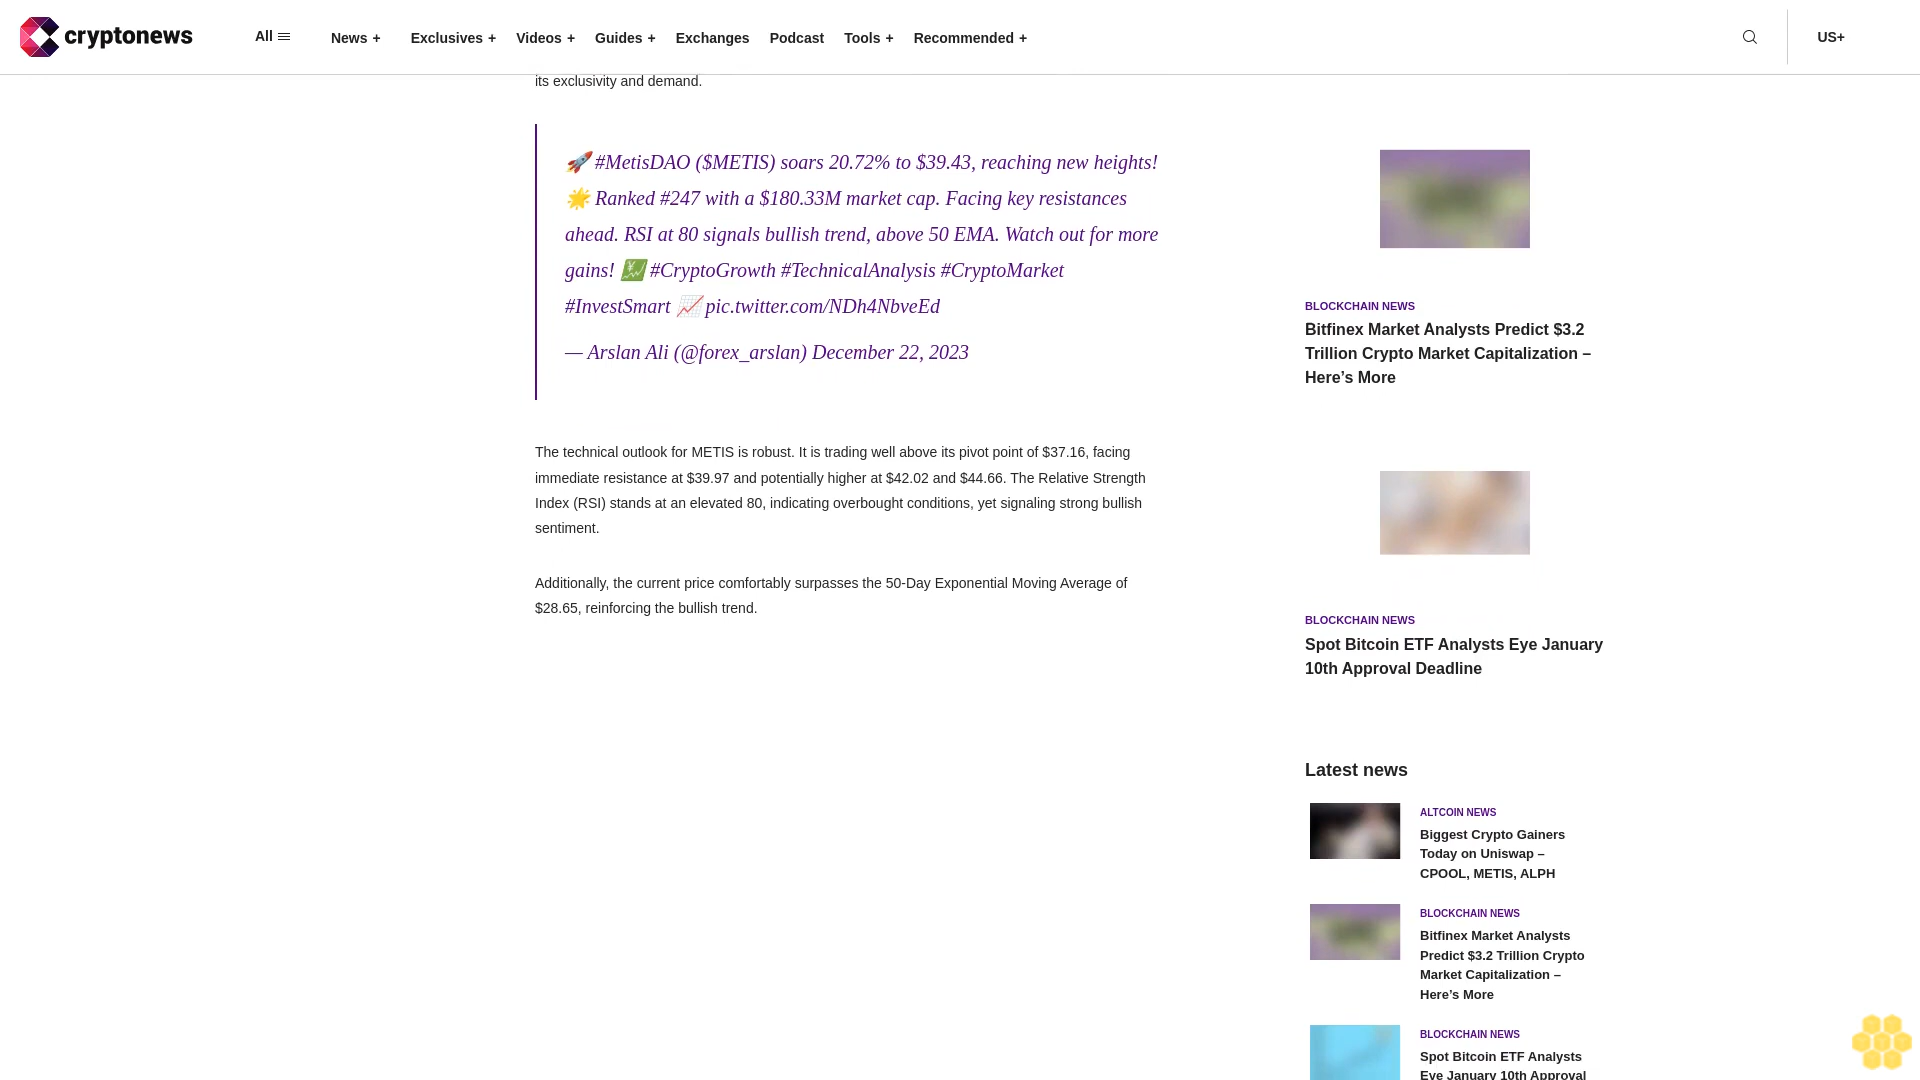 cryptonews
All
News +
Exclusives +
Videos +
Guides +
Exchanges
Podcast
Tools +
Recommended +
US+
its exclusivity and demand.
🚀 #MetisDAO ($METIS) soars 20.72% to $39.43, reaching new heights!
🌟 Ranked #247 with a $180.33M market cap. Facing key resistances
ahead. RSI at 80 signals bullish trend, above 50 EMA. Watch out for more
gains! 💹 #CryptoGrowth #TechnicalAnalysis #CryptoMarket
#InvestSmart 📈 pic.twitter.com/NDh4NbveEd
— Arslan Ali (@forex_arslan) December 22, 2023
The technical outlook for METIS is robust. It is trading well above its pivot point of $37.16, facing
immediate resistance at $39.97 and potentially higher at $42.02 and $44.66. The Relative Strength
Index (RSI) stands at an elevated 80, indicating overbought conditions, yet signaling strong bullish
sentiment.
Additionally, the current price comfortably surpasses the 50-Day Exponential Moving Average of
$28.65, reinforcing the bullish trend.
BLOCKCHAIN NEWS
Bitfinex Market Analysts Predict $3.2
Trillion Crypto Market Capitalization –
Here’s More
BLOCKCHAIN NEWS
Spot Bitcoin ETF Analysts Eye January
10th Approval Deadline
Latest news
ALTCOIN NEWS
Biggest Crypto Gainers
Today on Uniswap –
CPOOL, METIS, ALPH
BLOCKCHAIN NEWS
Bitfinex Market Analysts
Predict $3.2 Trillion Crypto
Market Capitalization –
Here’s More
BLOCKCHAIN NEWS
Spot Bitcoin ETF Analysts
Eye January 10th Approval